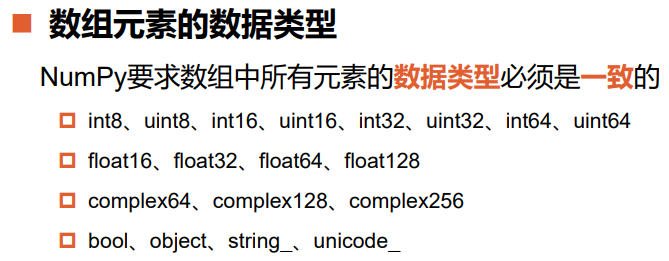 数组元素的数据类型
NumPy要求数组中所有元素的数据类型必须是一致的
int8、uint8、int16、uint16、int32、uint32、int64、uint64
float16、float32、float64、float128
complex64、complex128、complex256
bool、object、string_、unicode_